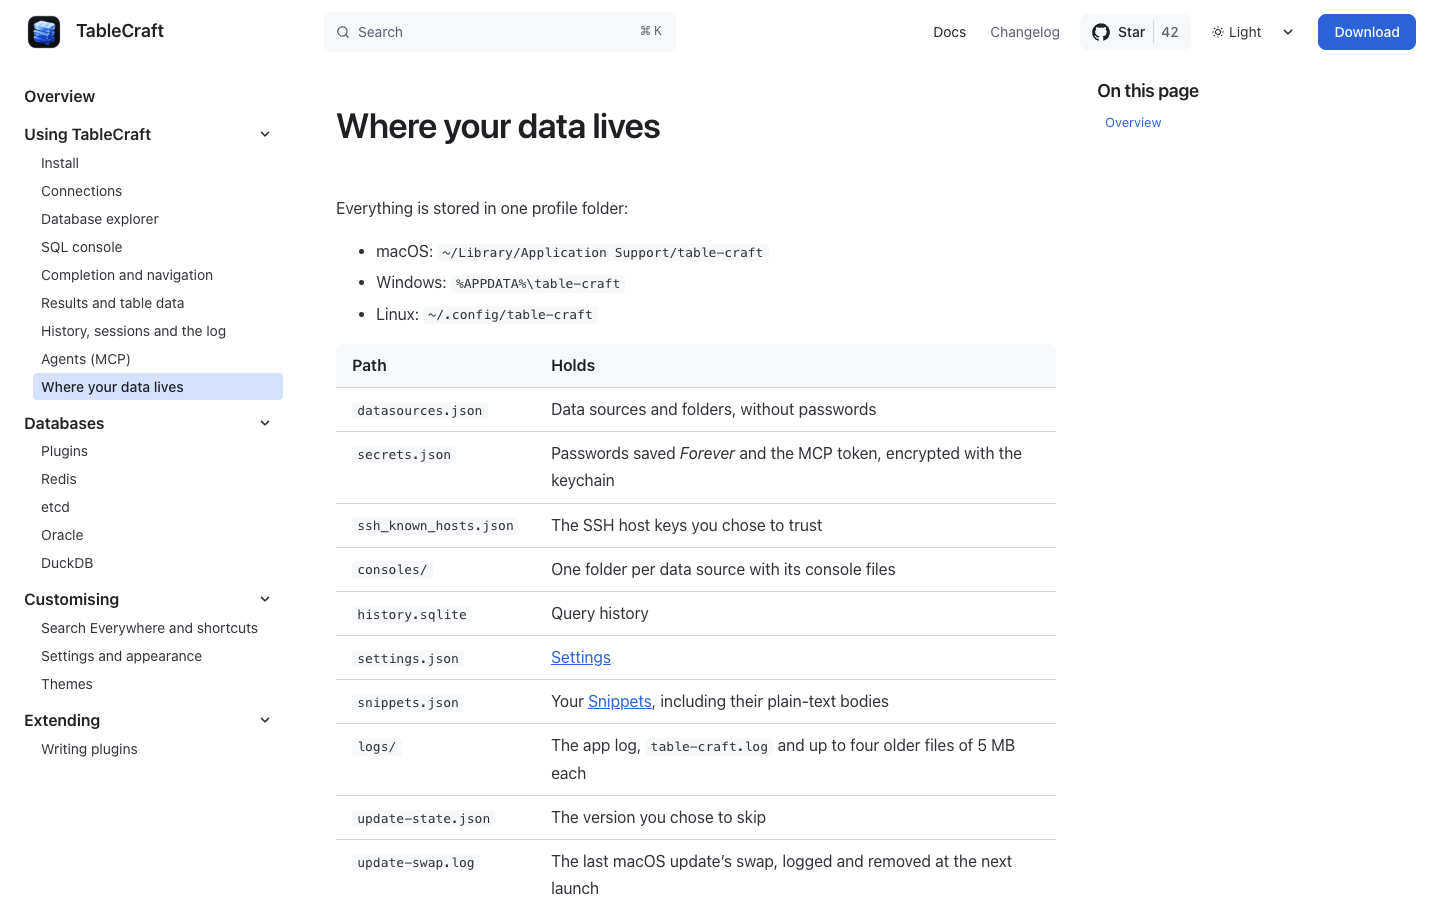 TableCraft
Search
⌘ K
Docs
Changelog
Star
42
Light
Download
Overview
Using TableCraft
Install
Connections
Database explorer
SQL console
Completion and navigation
Results and table data
History, sessions and the log
Agents (MCP)
Where your data lives
Databases
Plugins
Redis
etcd
Oracle
DuckDB
Customising
Search Everywhere and shortcuts
Settings and appearance
Themes
Extending
Writing plugins
Where your data lives
Everything is stored in one profile folder:
• macOS: ~/Library/Application Support/table-craft
• Windows: %APPDATA%\table-craft
• Linux: ~/.config/table-craft
Path Holds
datasources.json Data sources and folders, without passwords
secrets.json Passwords saved Forever and the MCP token, encrypted with the
keychain
ssh_known_hosts.json The SSH host keys you chose to trust
consoles/ One folder per data source with its console files
history.sqlite Query history
settings.json Settings
snippets.json Your Snippets, including their plain-text bodies
logs/ The app log, table-craft.log and up to four older files of 5 MB
each
update-state.json The version you chose to skip
update-swap.log The last macOS update’s swap, logged and removed at the next
launch
On this page
Overview